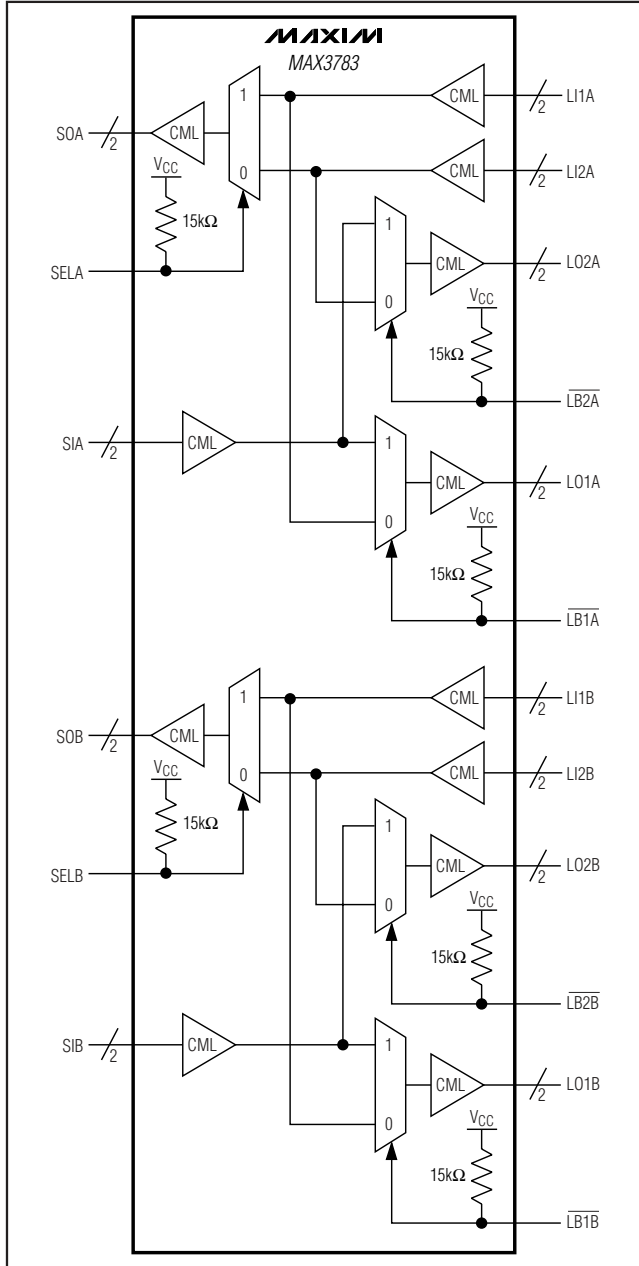 MAXIM
MAX3783
1
CML
LI1A
2
SOA
2
CML
0
CML
LI2A
2
VCC
15kΩ
SELA
1
0
CML
LO2A
2
VCC
15kΩ
LB2A
SIA
2
CML
1
0
CML
LO1A
2
VCC
15kΩ
LB1A
1
CML
LI1B
2
SOB
2
CML
0
CML
LI2B
2
VCC
15kΩ
SELB
1
0
CML
LO2B
2
VCC
15kΩ
LB2B
SIB
2
CML
1
0
CML
LO1B
2
VCC
15kΩ
LB1B